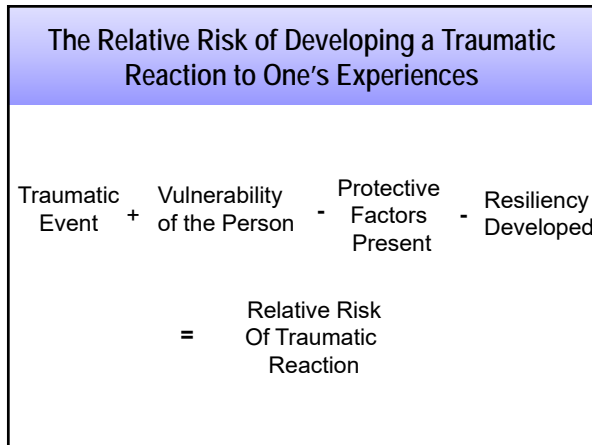 The Relative Risk of Developing a Traumatic
Reaction to One's Experiences
Traumatic
Event
+
Vulnerability
of the Person
-
Protective
Factors
Present
-
Resiliency
Developed
=
Relative Risk
Of Traumatic
Reaction